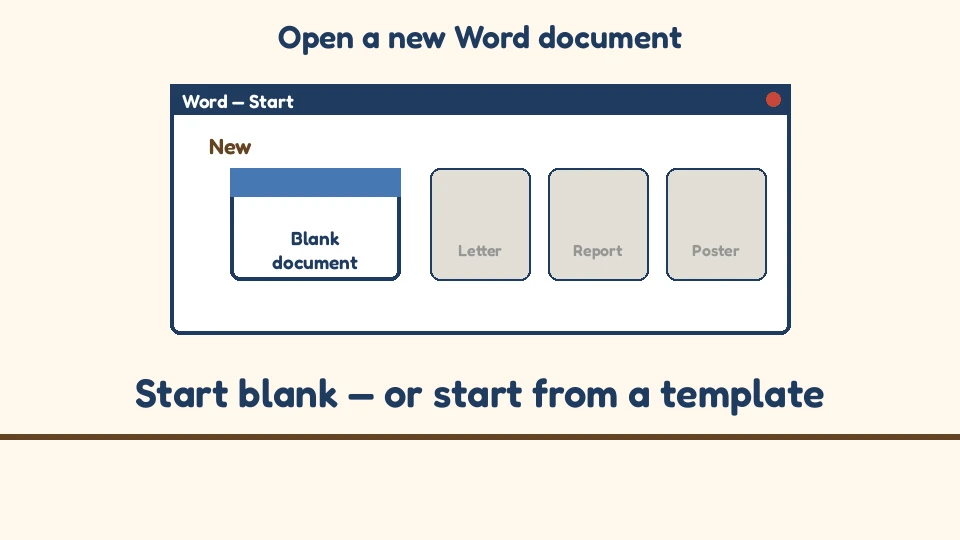 Open a new Word document
Word — Start
New
Blank
document
Letter
Report
Poster
Start blank — or start from a template